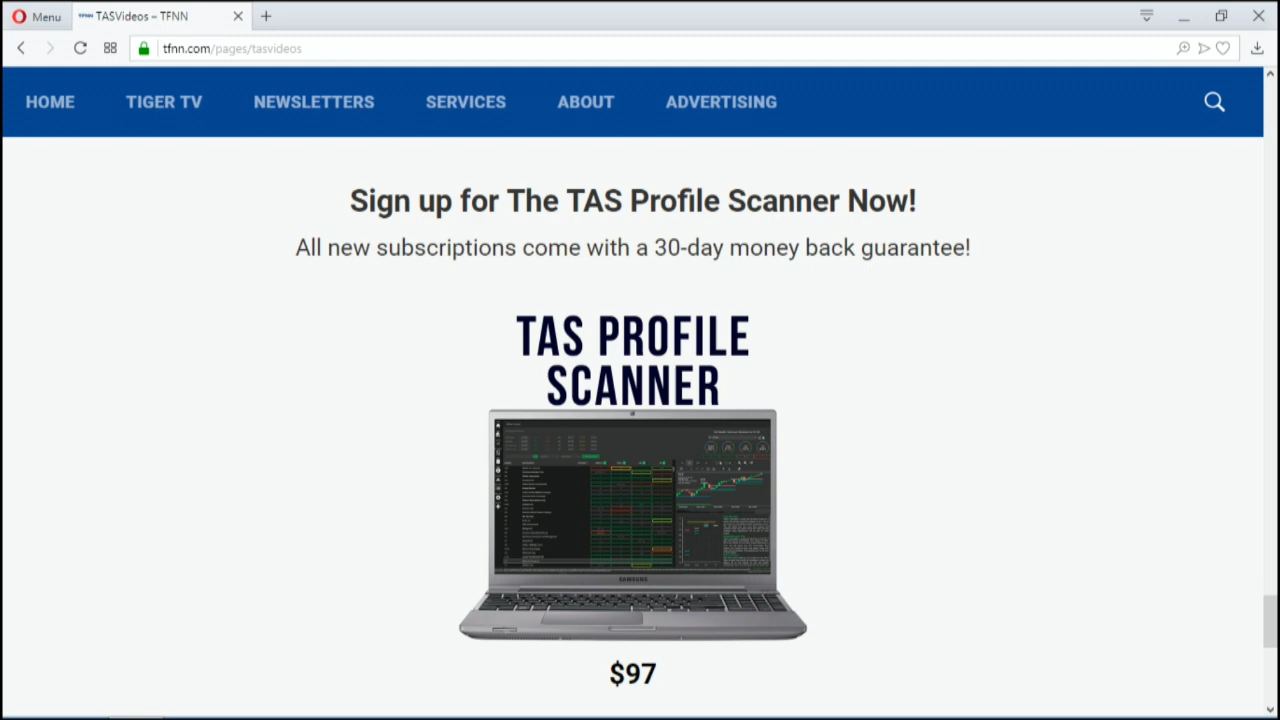 Menu
TFNN TASVideos – TFNN
tfnn.com/pages/tasvideos
HOME TIGER TV NEWSLETTERS SERVICES ABOUT ADVERTISING
Sign up for The TAS Profile Scanner Now!
All new subscriptions come with a 30-day money back guarantee!
TAS PROFILE
SCANNER
SAMSUNG
$97